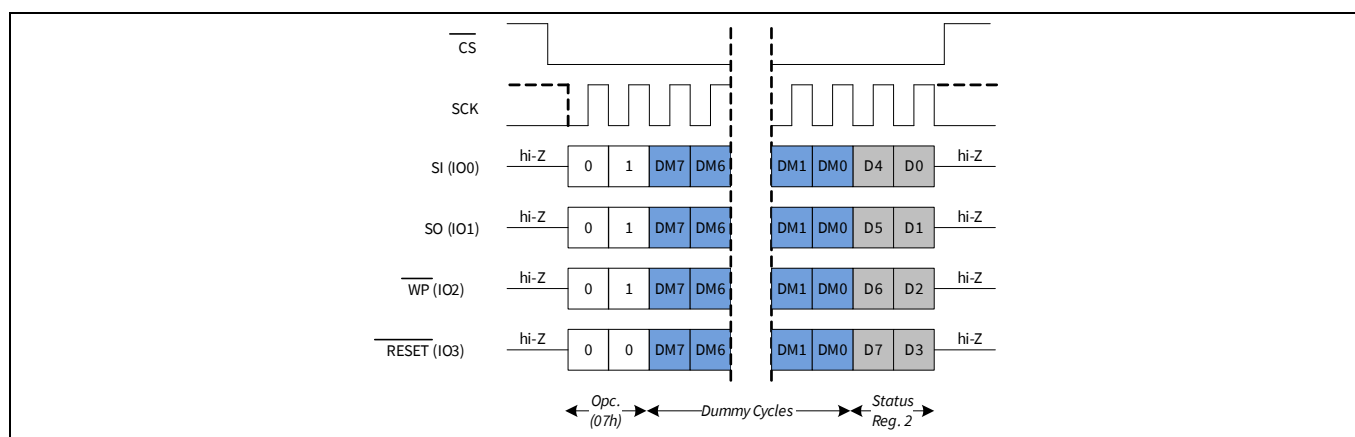 CS
SCK
SI (IO0) hi-Z 0 1 DM7 DM6 DM1 DM0 D4 D0 hi-Z
SO (IO1) hi-Z 0 1 DM7 DM6 DM1 DM0 D5 D1 hi-Z
WP (IO2) hi-Z 0 1 DM7 DM6 DM1 DM0 D6 D2 hi-Z
RESET (IO3) hi-Z 0 0 DM7 DM6 DM1 DM0 D7 D3 hi-Z
Opc. (07h) Dummy Cycles Status Reg. 2